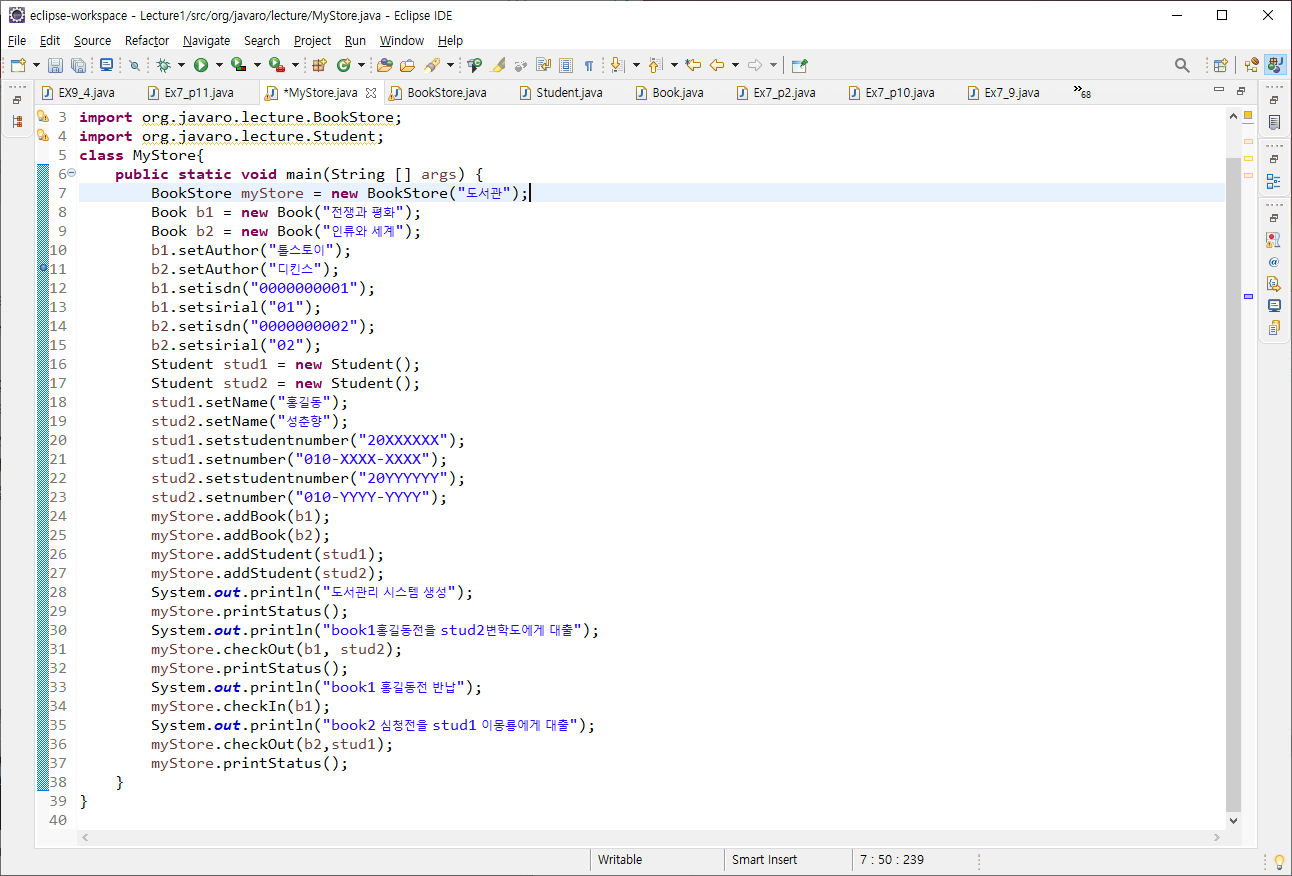 eclipse-workspace - Lecture1/src/org/javaro/lecture/MyStore.java - Eclipse IDE
File Edit Source Refactor Navigate Search Project Run Window Help
EX9_4.java Ex7_p11.java *MyStore.java BookStore.java Student.java Book.java Ex7_p2.java Ex7_p10.java Ex7_9.java »68
3 import org.javaro.lecture.BookStore;
4 import org.javaro.lecture.Student;
5 class MyStore{
6 public static void main(String [] args) {
7 BookStore myStore = new BookStore("도서관");
8 Book b1 = new Book("전쟁과 평화");
9 Book b2 = new Book("인류와 세계");
10 b1.setAuthor("톨스토이");
11 b2.setAuthor("디킨스");
12 b1.setisdn("0000000001");
13 b1.setsirial("01");
14 b2.setisdn("0000000002");
15 b2.setsirial("02");
16 Student stud1 = new Student();
17 Student stud2 = new Student();
18 stud1.setName("홍길동");
19 stud2.setName("성춘향");
20 stud1.setstudentnumber("20XXXXXX");
21 stud1.setnumber("010-XXXX-XXXX");
22 stud2.setstudentnumber("20YYYYYY");
23 stud2.setnumber("010-YYYY-YYYY");
24 myStore.addBook(b1);
25 myStore.addBook(b2);
26 myStore.addStudent(stud1);
27 myStore.addStudent(stud2);
28 System.out.println("도서관리 시스템 생성");
29 myStore.printStatus();
30 System.out.println("book1홍길동전을 stud2변학도에게 대출");
31 myStore.checkOut(b1, stud2);
32 myStore.printStatus();
33 System.out.println("book1 홍길동전 반납");
34 myStore.checkIn(b1);
35 System.out.println("book2 심청전을 stud1 이몽룡에게 대출");
36 myStore.checkOut(b2,stud1);
37 myStore.printStatus();
38 }
39 }
40
Writable Smart Insert 7 : 50 : 239